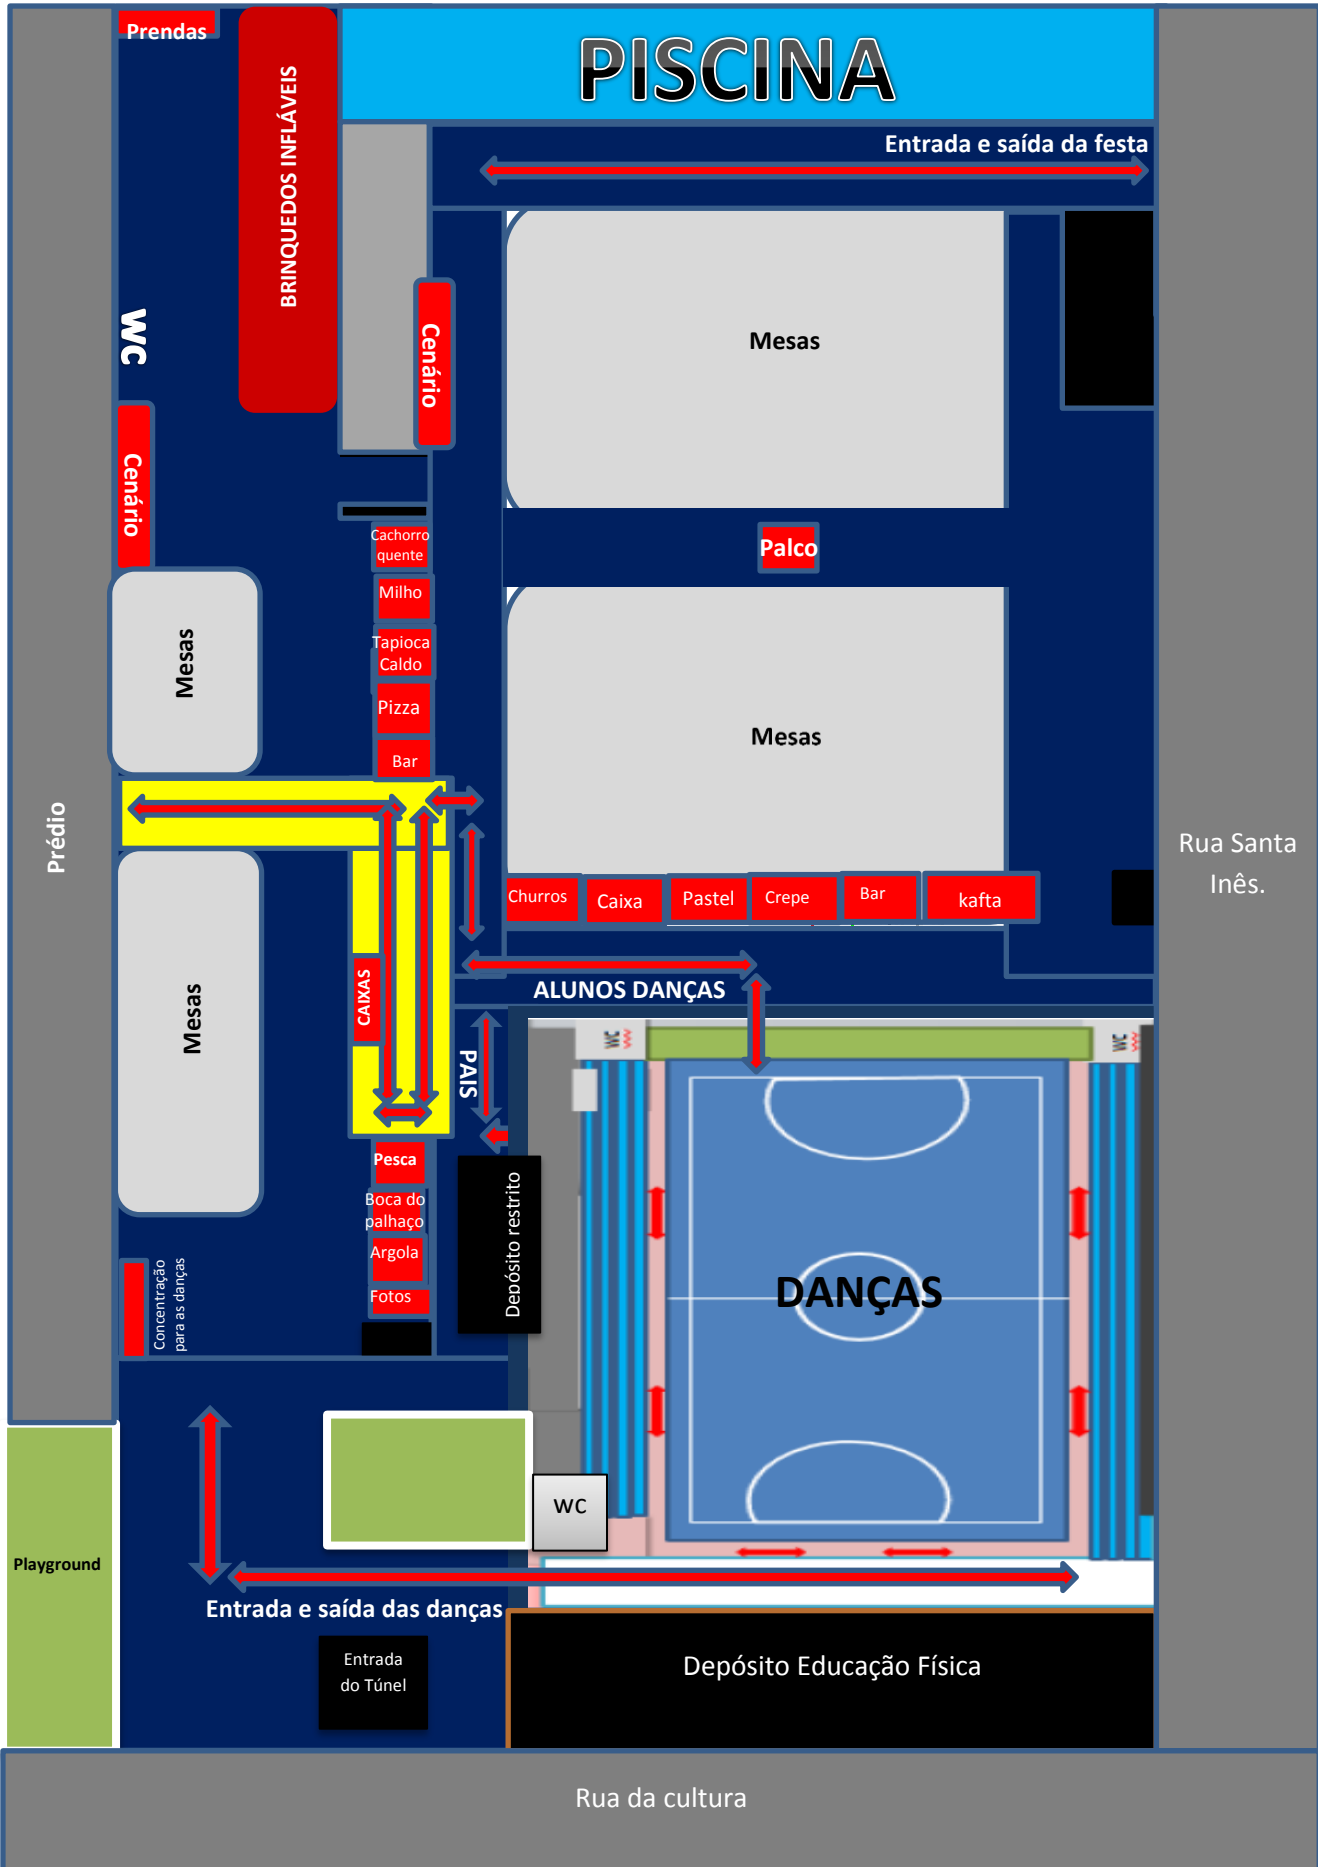 Prendas
PISCINA
BRINQUEDOS INFLÁVEIS
Entrada e saída da festa
WC
Cenário
Mesas
Cenário
Cachorro
quente
Palco
Milho
Tapioca
Caldo
Mesas
Pizza
Mesas
Bar
Prédio
Rua Santa
Inês.
Churros
Caixa
Pastel
Crepe
Bar
kafta
CAIXAS
Mesas
ALUNOS DANÇAS
PAIS
WC
WC
Pesca
Boca do
palhaço
Argola
Fotos
Depósito restrito
Concentração
para as danças
DANÇAS
WC
Playground
Entrada e saída das danças
Entrada
do Túnel
Depósito Educação Física
Rua da cultura